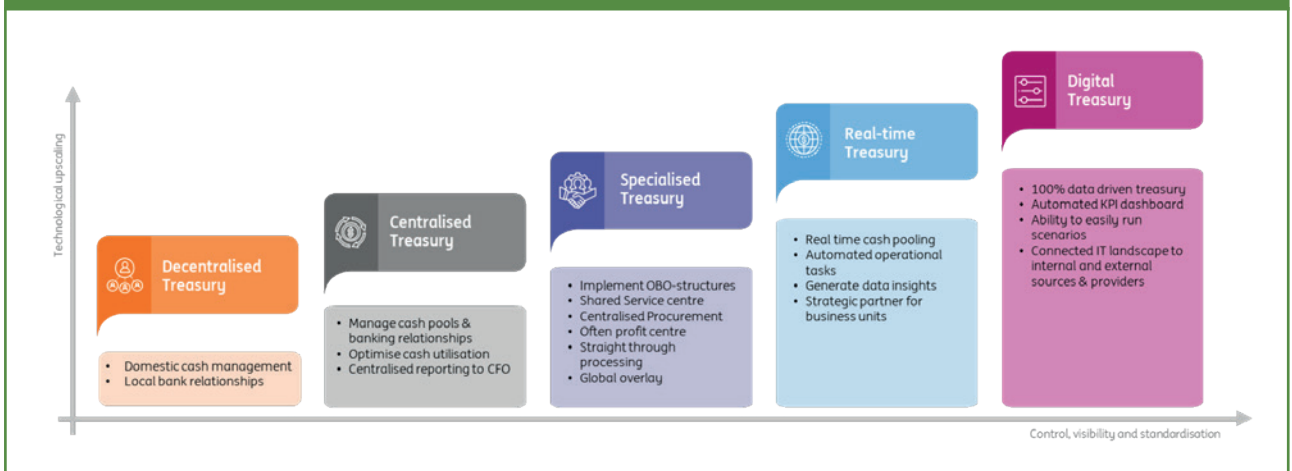 Technological upscaling
Decentralised
Treasury
• Domestic cash management
• Local bank relationships
Centralised
Treasury
• Manage cash pools &
banking relationships
• Optimise cash utilisation
• Centralised reporting to CFO
Specialised
Treasury
• Implement OBO-structures
• Shared Service centre
• Centralised Procurement
• Often profit centre
• Straight through
processing
• Global overlay
Real-time
Treasury
• Real time cash pooling
• Automated operational
tasks
• Generate data insights
• Strategic partner for
business units
Digital
Treasury
• 100% data driven treasury
• Automated KPI dashboard
• Ability to easily run
scenarios
• Connected IT landscape to
internal and external
sources & providers
Control, visibility and standardisation